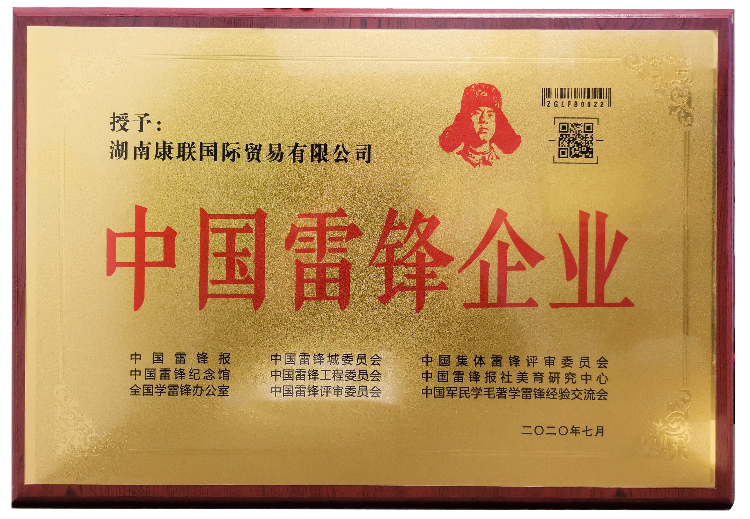 授予：
湖南康联国际贸易有限公司
ZGLFB0022
中国雷锋企业
中国雷锋报
中国雷锋纪念馆
全国学雷锋办公室
中国雷锋城委员会
中国雷锋工程委员会
中国雷锋评审委员会
中国集体雷锋评审委员会
中国雷锋报社美育研究中心
中国军民学毛著学雷锋经验交流会
二〇二〇年七月